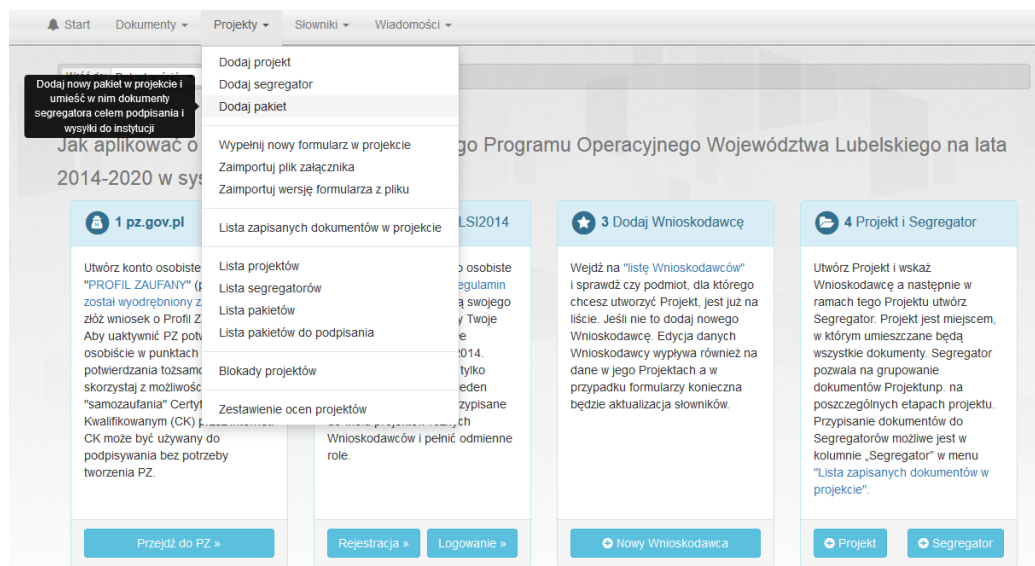 Start Dokumenty Projekty Słowniki Wiadomości
Dodaj projekt
Dodaj segregator
Dodaj pakiet
Wypełnij nowy formularz w projekcie
Zaimportuj plik załącznika
Zaimportuj wersję formularza z pliku
Lista zapisanych dokumentów w projekcie
Lista projektów
Lista segregatorów
Lista pakietów
Lista pakietów do podpisania
Blokady projektów
Zestawienie ocen projektów
Dodaj nowy pakiet w projekcie i
umieść w nim dokumenty
segregatora celem podpisania i
wysyłki do instytucji
Jak aplikować o go Programu Operacyjnego Województwa Lubelskiego na lata
2014-2020 w
1 pz.gov.pl
Utwórz konto osobiste
"PROFIL ZAUFANY"
został wyodrębniony
złóż wniosek o Profil
Aby uaktywnić PZ
osobiście w punktach
potwierdzania
skorzystaj z
"samozaufania"
Kwalifikowanym (CK)
CK może być używany do
podpisywania bez potrzeby
tworzenia PZ.
Przejdź do PZ »
LSI2014
osobiste
swojego
Twoje
2014.
tylko
Wnioskodawców i pełnić odmienne
role.
Rejestracja » Logowanie »
3 Dodaj Wnioskodawcę
Wejdź na "listę Wnioskodawców"
i sprawdź czy podmiot, dla którego
chcesz utworzyć Projekt, jest już na
liście. Jeśli nie to dodaj nowego
Wnioskodawcę. Edycja danych
Wnioskodawcy wypływa również na
dane w jego Projektach a w
przypadku formularzy konieczna
będzie aktualizacja słowników.
Nowy Wnioskodawca
4 Projekt i Segregator
Utwórz Projekt i wskaż
Wnioskodawcę a następnie w
ramach tego Projektu utwórz
Segregator. Projekt jest miejscem,
w którym umieszczane będą
wszystkie dokumenty. Segregator
pozwala na grupowanie
dokumentów Projektunp. na
poszczególnych etapach projektu.
Przypisanie dokumentów do
Segregatorów możliwe jest w
kolumnie „Segregator" w menu
"Lista zapisanych dokumentów w
projekcie".
Projekt Segregator